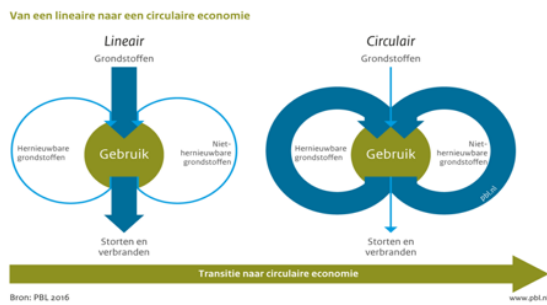 Van een lineaire naar een circulaire economie
Lineair
Grondstoffen
Hernieuwbare
grondstoffen
Gebruik
Niet-
hernieuwbare
grondstoffen
Storten en
verbranden
Circulair
Grondstoffen
Hernieuwbare
grondstoffen
Gebruik
Niet-
hernieuwbare
grondstoffen
pbl.nl
Storten en
verbranden
Transitie naar circulaire economie
Bron: PBL 2016
www.pbl.n